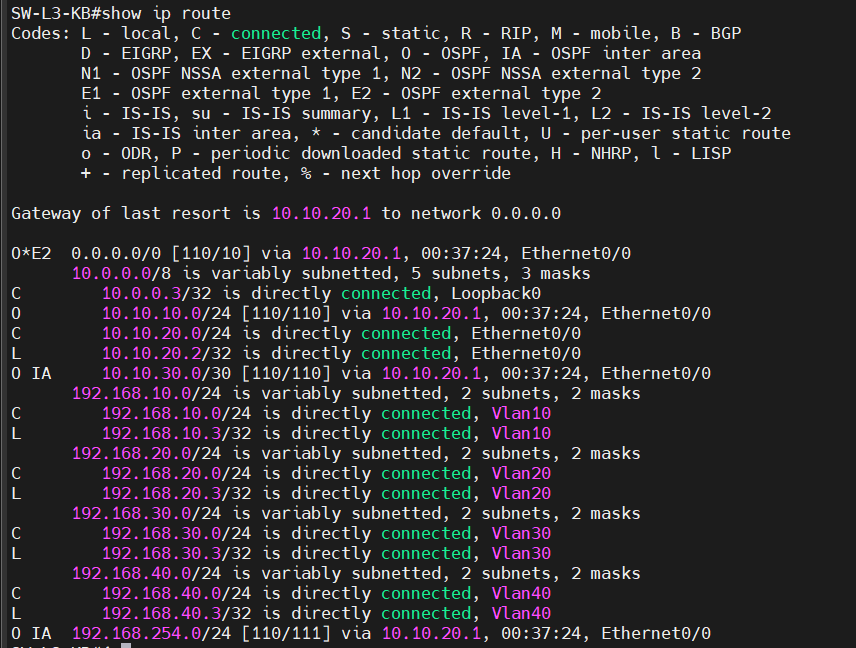 SW-L3-KB#show ip route
Codes: L - local, C - connected, S - static, R - RIP, M - mobile, B - BGP
D - EIGRP, EX - EIGRP external, O - OSPF, IA - OSPF inter area
N1 - OSPF NSSA external type 1, N2 - OSPF NSSA external type 2
E1 - OSPF external type 1, E2 - OSPF external type 2
i - IS-IS, su - IS-IS summary, L1 - IS-IS level-1, L2 - IS-IS level-2
ia - IS-IS inter area, * - candidate default, U - per-user static route
o - ODR, P - periodic downloaded static route, H - NHRP, l - LISP
+ - replicated route, % - next hop override
Gateway of last resort is 10.10.20.1 to network 0.0.0.0
O*E2 0.0.0.0/0 [110/10] via 10.10.20.1, 00:37:24, Ethernet0/0
10.0.0.0/8 is variably subnetted, 5 subnets, 3 masks
C 10.0.0.3/32 is directly connected, Loopback0
O 10.10.10.0/24 [110/110] via 10.10.20.1, 00:37:24, Ethernet0/0
C 10.10.20.0/24 is directly connected, Ethernet0/0
L 10.10.20.2/32 is directly connected, Ethernet0/0
O IA 10.10.30.0/30 [110/110] via 10.10.20.1, 00:37:24, Ethernet0/0
192.168.10.0/24 is variably subnetted, 2 subnets, 2 masks
C 192.168.10.0/24 is directly connected, Vlan10
L 192.168.10.3/32 is directly connected, Vlan10
192.168.20.0/24 is variably subnetted, 2 subnets, 2 masks
C 192.168.20.0/24 is directly connected, Vlan20
L 192.168.20.3/32 is directly connected, Vlan20
192.168.30.0/24 is variably subnetted, 2 subnets, 2 masks
C 192.168.30.0/24 is directly connected, Vlan30
L 192.168.30.3/32 is directly connected, Vlan30
192.168.40.0/24 is variably subnetted, 2 subnets, 2 masks
C 192.168.40.0/24 is directly connected, Vlan40
L 192.168.40.3/32 is directly connected, Vlan40
O IA 192.168.254.0/24 [110/111] via 10.10.20.1, 00:37:24, Ethernet0/0